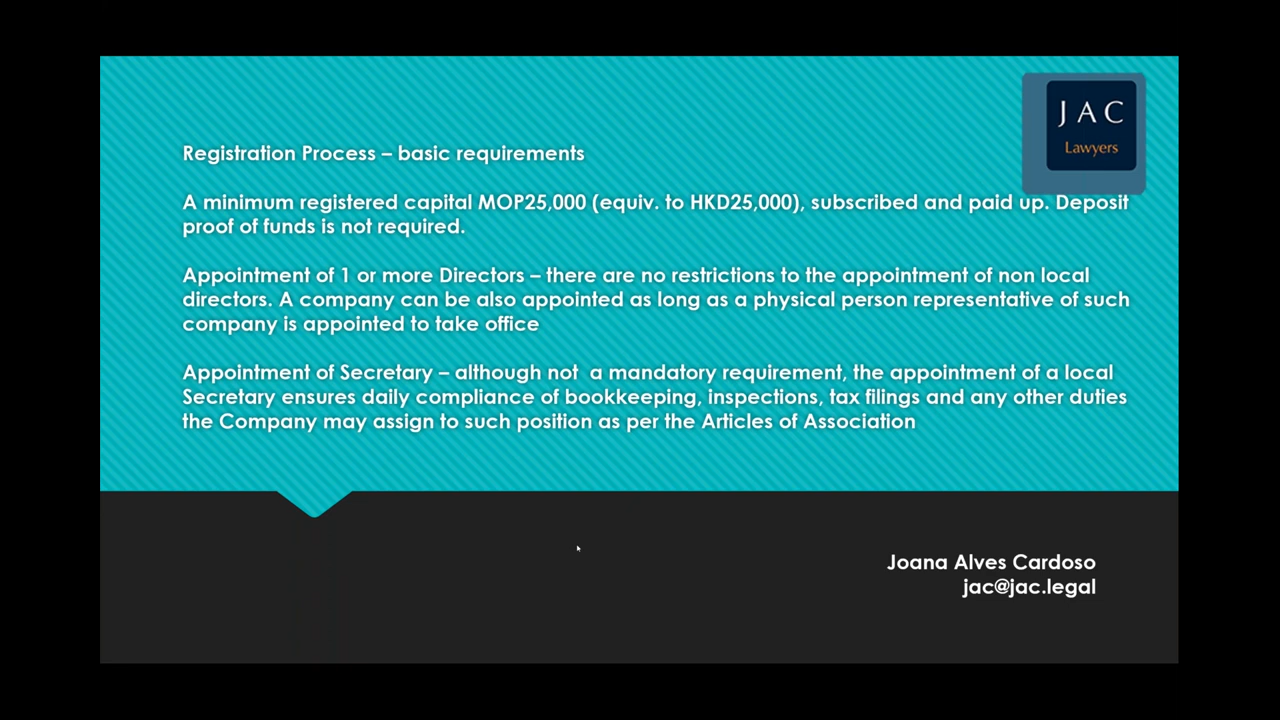 J A C
Lawyers
Registration Process – basic requirements
A minimum registered capital MOP25,000 (equiv. to HKD25,000), subscribed and paid up. Deposit
proof of funds is not required.
Appointment of 1 or more Directors – there are no restrictions to the appointment of non local
directors. A company can be also appointed as long as a physical person representative of such
company is appointed to take office
Appointment of Secretary – although not  a mandatory requirement, the appointment of a local
Secretary ensures daily compliance of bookkeeping, inspections, tax filings and any other duties
the Company may assign to such position as per the Articles of Association
Joana Alves Cardoso
jac@jac.legal